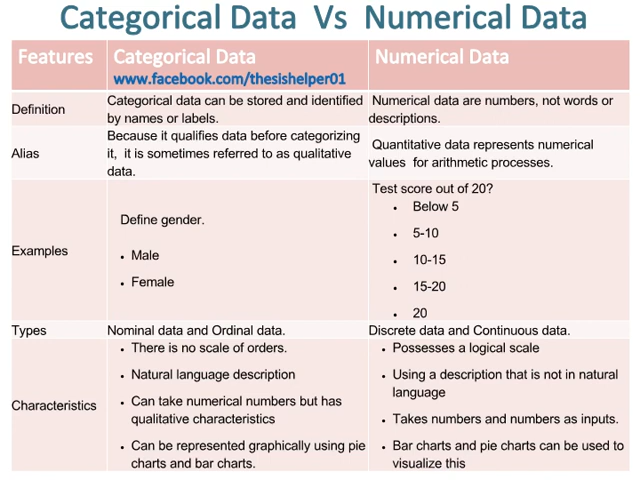 Categorical Data Vs Numerical Data
Features
Categorical Data
www.facebook.com/thesishelper01
Numerical Data
Definition
Categorical data can be stored and identified
by names or labels.
Numerical data are numbers, not words or
descriptions.
Alias
Because it qualifies data before categorizing
it, it is sometimes referred to as qualitative
data.
Quantitative data represents numerical
values for arithmetic processes.
Examples
Define gender.
• Male
• Female
Test score out of 20?
• Below 5
• 5-10
• 10-15
• 15-20
• 20
Types
Nominal data and Ordinal data.
Discrete data and Continuous data.
Characteristics
• There is no scale of orders.
• Natural language description
• Can take numerical numbers but has
qualitative characteristics
• Can be represented graphically using pie
charts and bar charts.
• Possesses a logical scale
• Using a description that is not in natural
language
• Takes numbers and numbers as inputs.
• Bar charts and pie charts can be used to
visualize this